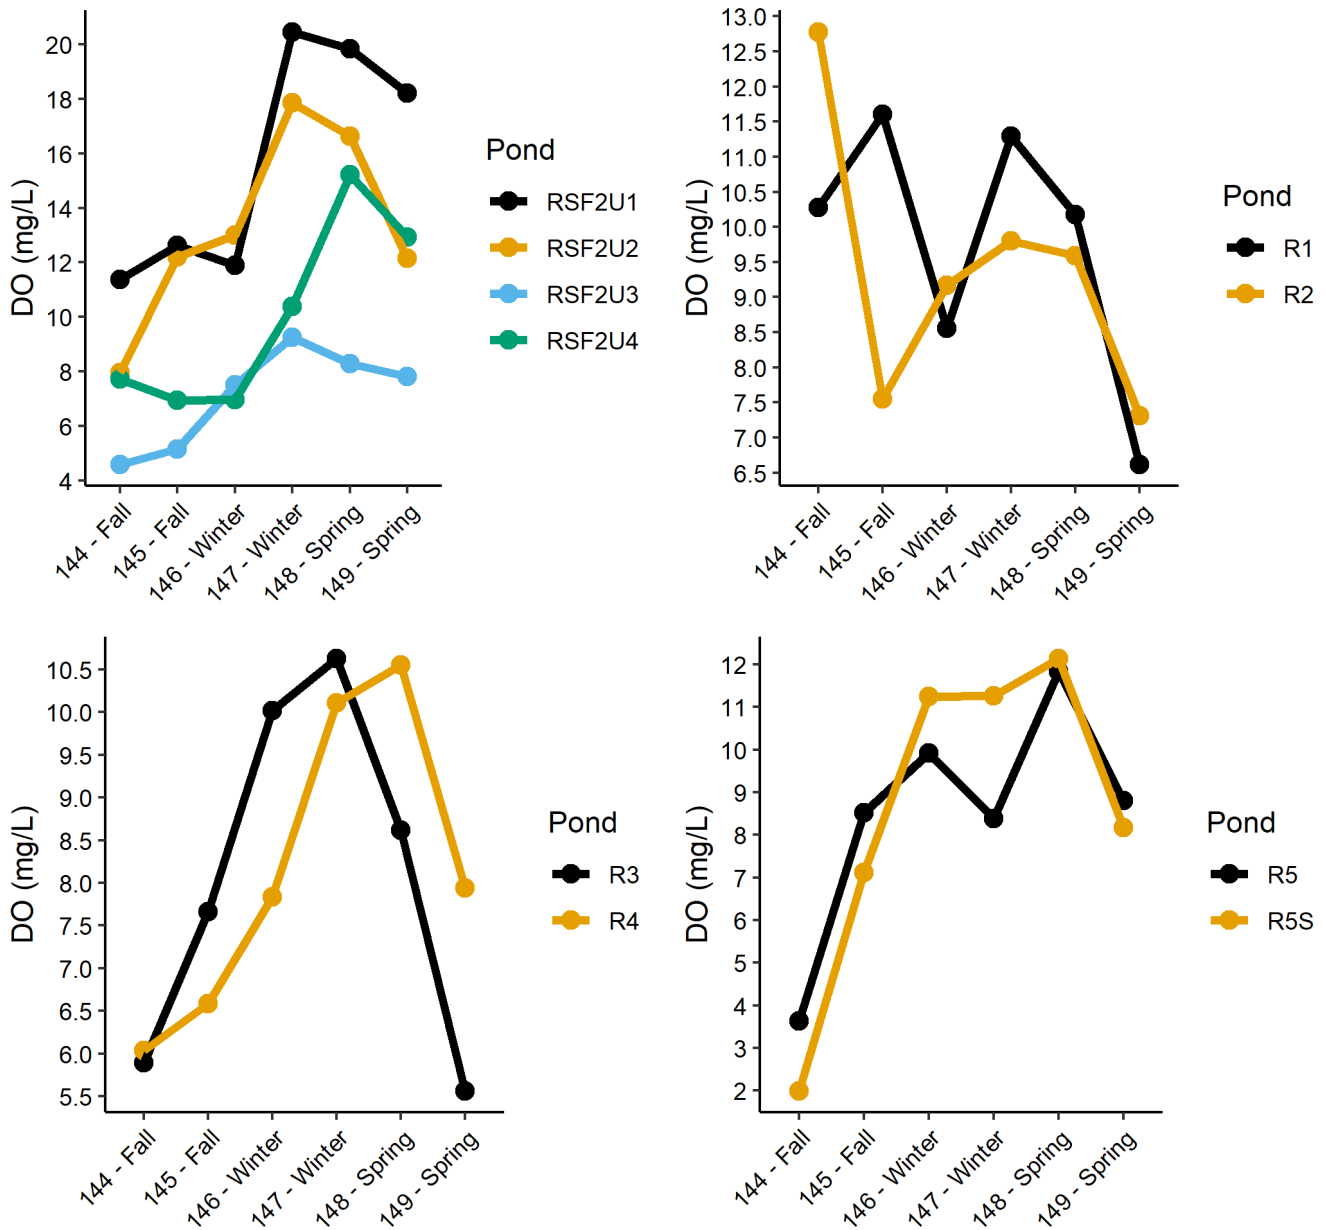 DO (mg/L)
20
18
16
14
12
10
8
6
4
144 - Fall
145 - Fall
146 - Winter
147 - Winter
148 - Spring
149 - Spring
Pond
RSF2U1
RSF2U2
RSF2U3
RSF2U4
DO (mg/L)
13.0
12.5
12.0
11.5
11.0
10.5
10.0
9.5
9.0
8.5
8.0
7.5
7.0
6.5
144 - Fall
145 - Fall
146 - Winter
147 - Winter
148 - Spring
149 - Spring
Pond
R1
R2
DO (mg/L)
10.5
10.0
9.5
9.0
8.5
8.0
7.5
7.0
6.5
6.0
5.5
144 - Fall
145 - Fall
146 - Winter
147 - Winter
148 - Spring
149 - Spring
Pond
R3
R4
DO (mg/L)
12
11
10
9
8
7
6
5
4
3
2
144 - Fall
145 - Fall
146 - Winter
147 - Winter
148 - Spring
149 - Spring
Pond
R5
R5S